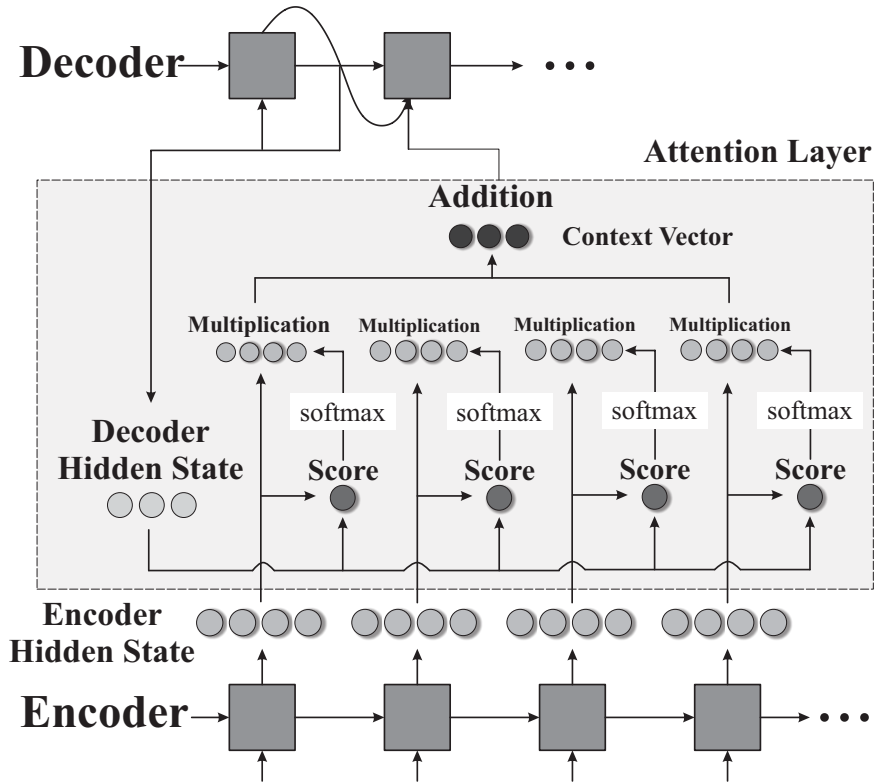 Decoder
Attention Layer
Addition
Context Vector
Multiplication
Multiplication
Multiplication
Multiplication
softmax
softmax
softmax
softmax
Decoder
Hidden State
Score
Score
Score
Score
Encoder
Hidden State
Encoder